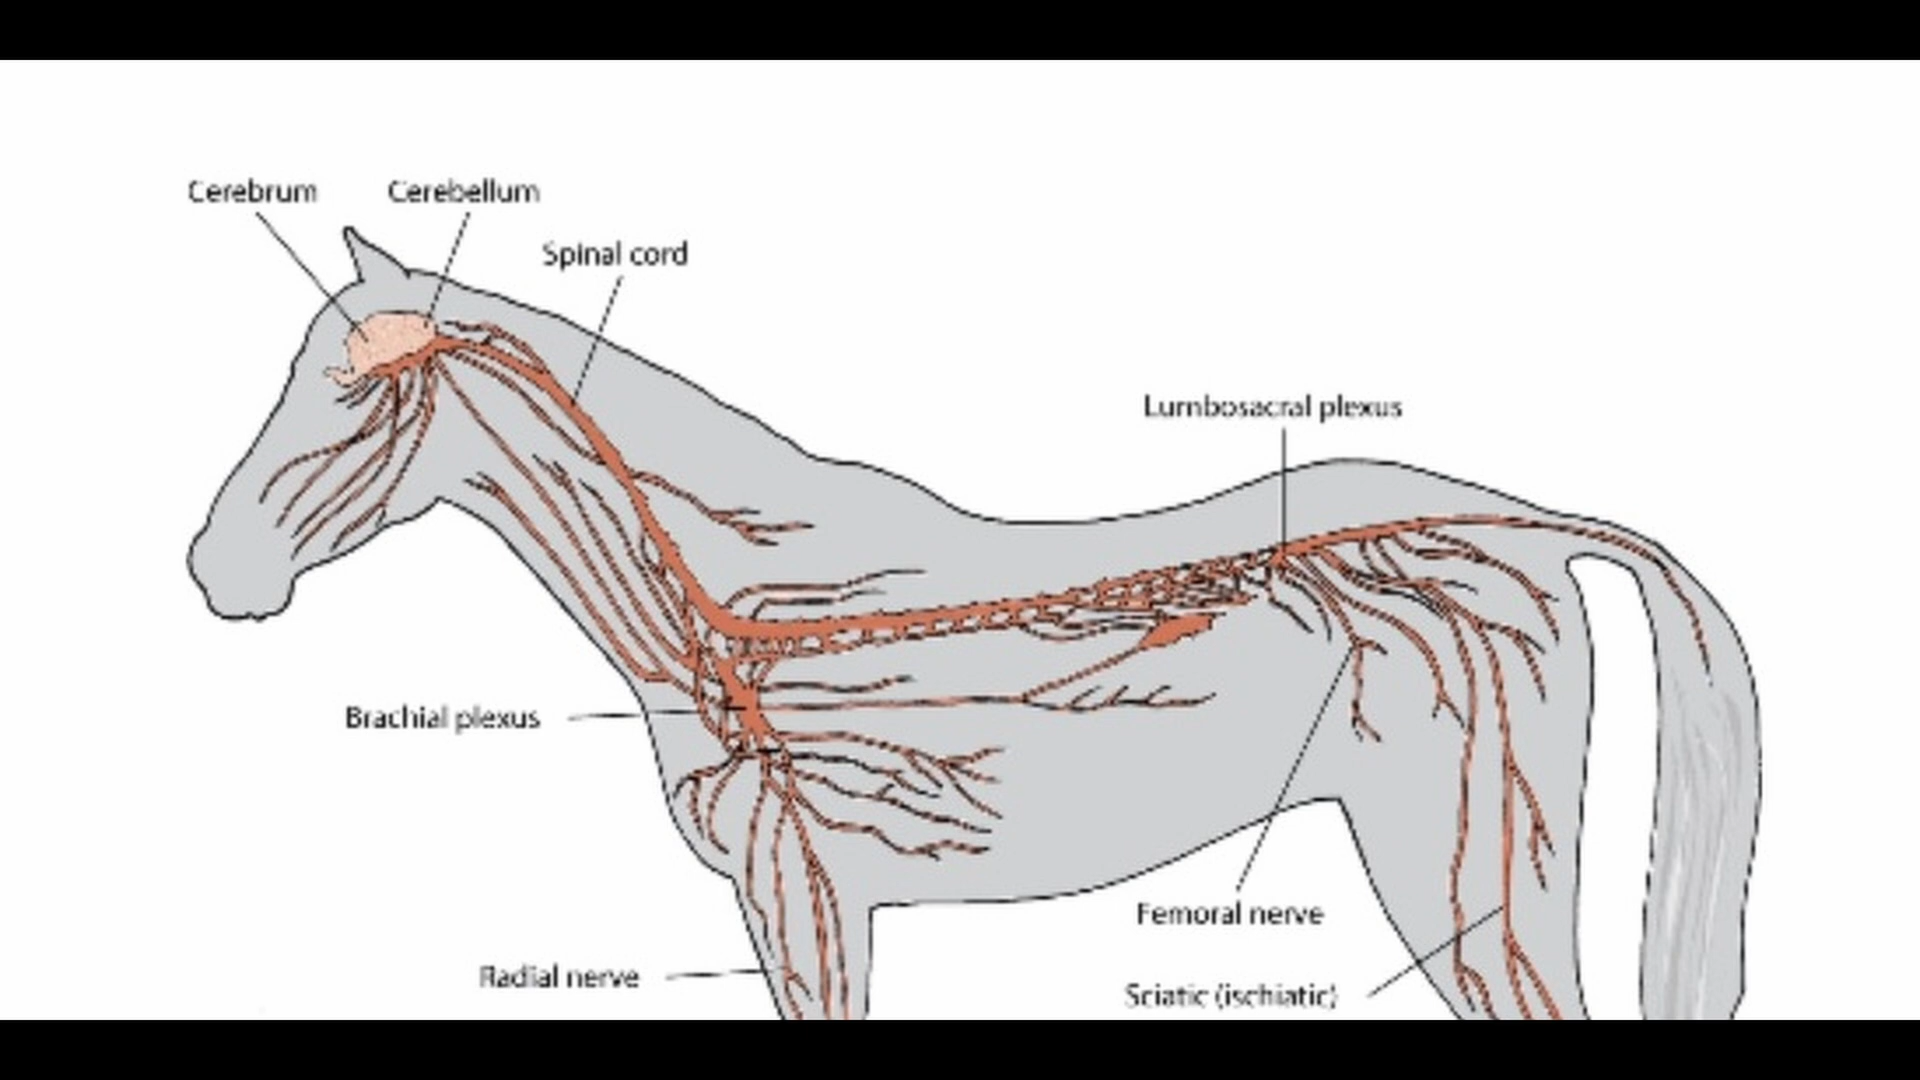 Cerebrum
Cerebellum
Spinal cord
Lumbosacral plexus
Brachial plexus
Femoral nerve
Radial nerve
Sciatic (ischiatic)